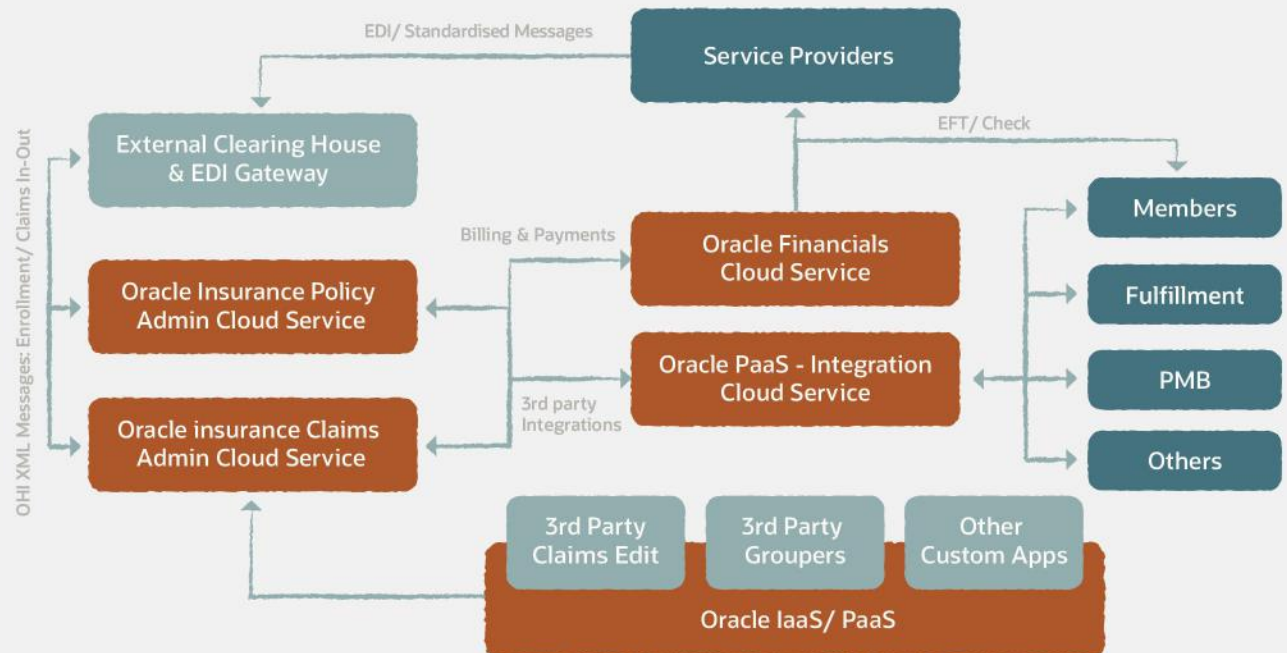 EDI/ Standardised Messages
Service Providers
EFT/ Check
OHI XML Messages: Enrollment/ Claims In-Out
External Clearing House
& EDI Gateway
Members
Billing & Payments
Oracle Financials
Cloud Service
Oracle Insurance Policy
Admin Cloud Service
Fulfillment
Oracle PaaS - Integration
Cloud Service
PMB
3rd party
Integrations
Oracle insurance Claims
Admin Cloud Service
Others
3rd Party
Claims Edit
3rd Party
Groupers
Other
Custom Apps
Oracle IaaS/ PaaS